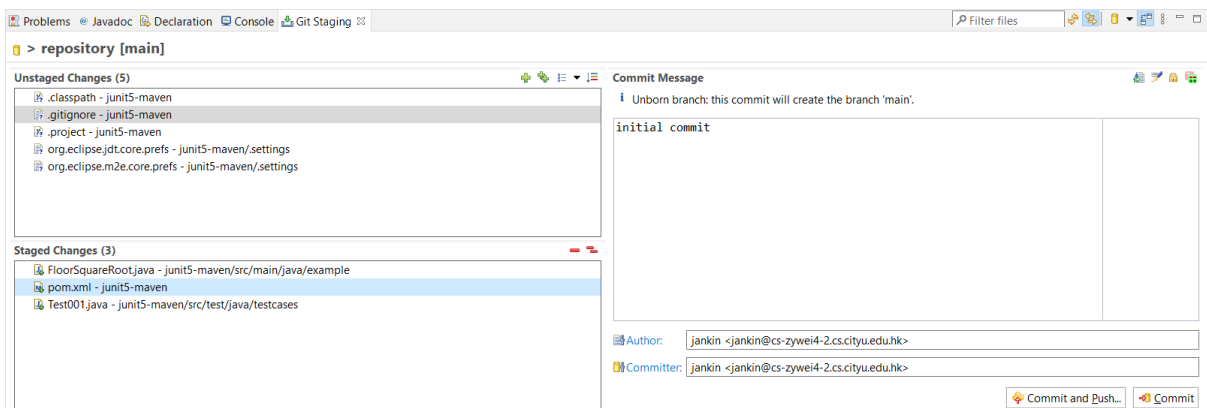 Problems @ Javadoc Declaration Console Git Staging
Filter files
> repository [main]
Unstaged Changes (5)
.classpath - junit5-maven
.gitignore - junit5-maven
.project - junit5-maven
org.eclipse.jdt.core.prefs - junit5-maven/.settings
org.eclipse.m2e.core.prefs - junit5-maven/.settings
Staged Changes (3)
FloorSquareRoot.java - junit5-maven/src/main/java/example
pom.xml - junit5-maven
Test001.java - junit5-maven/src/test/java/testcases
Commit Message
Unborn branch: this commit will create the branch 'main'.
initial commit
Author: jankin <jankin@cs-zywei4-2.cs.cityu.edu.hk>
Committer: jankin <jankin@cs-zywei4-2.cs.cityu.edu.hk>
Commit and Push... Commit